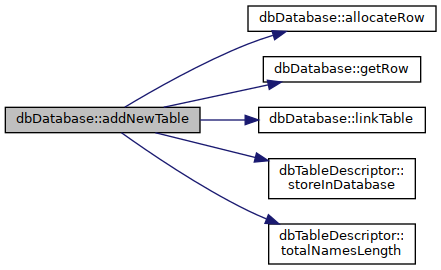 dbDatabase::allocateRow
dbDatabase::getRow
dbDatabase::addNewTable
dbDatabase::linkTable
dbTableDescriptor::
storeInDatabase
dbTableDescriptor::
totalNamesLength